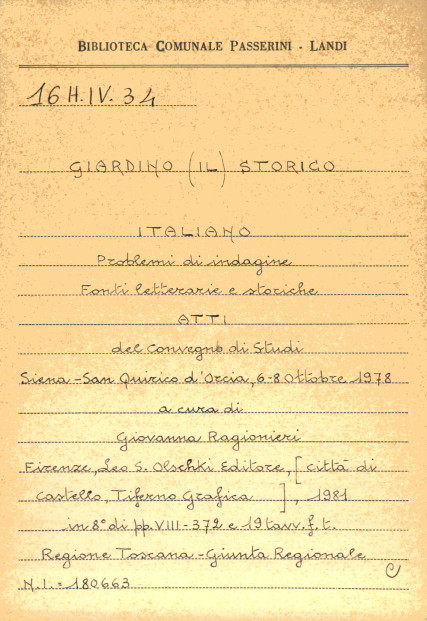 BIBLIOTECA COMUNALE PASSERINI - LANDI
16 H. IV. 34
GIARDINO (IL) STORICO
ITALIANO
Problemi di indagine
Fonti letterarie e storiche
ATTI
del Convegno di Studi
Siena - San Quirico d'Orcia, 6-8 Ottobre 1978
a cura di
Giovanna Ragionieri
Firenze, Leo S. Olschki Editore, [Città di
Castello, Tiferno Grafica], 1981
in 8° di pp. VIII - 372 e 19 tavv. f. t.
Regione Toscana - Giunta Regionale
N. I. = 180663